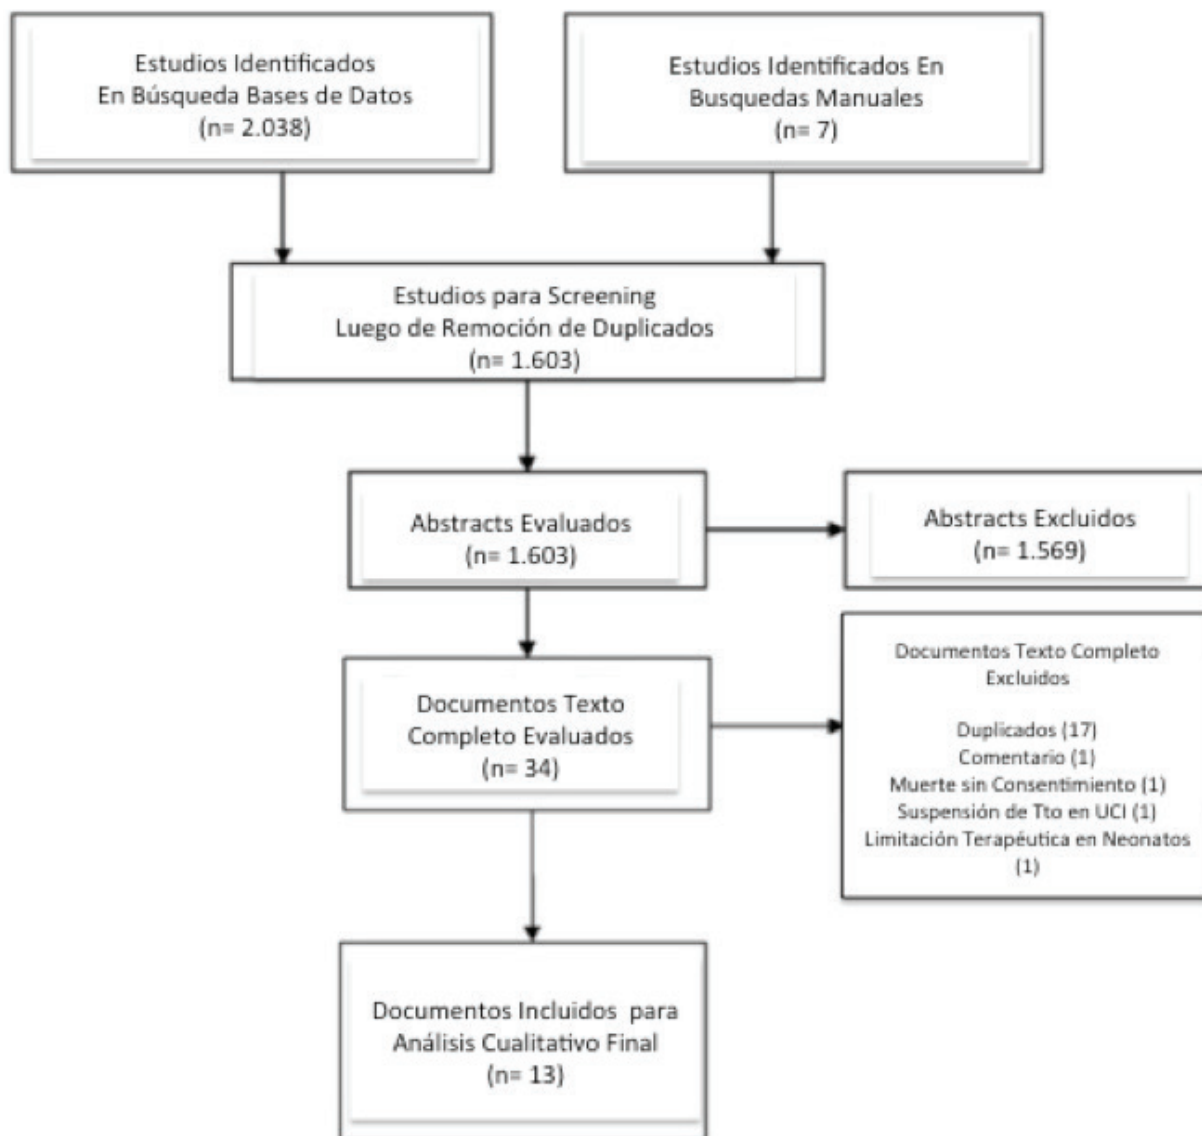 Estudios Identificados
En Búsqueda Bases de Datos
(n= 2.038)
Estudios Identificados En
Busquedas Manuales
(n= 7)
Estudios para Screening
Luego de Remoción de Duplicados
(n= 1.603)
Abstracts Evaluados
(n= 1.603)
Abstracts Excluidos
(n= 1.569)
Documentos Texto
Completo Evaluados
(n= 34)
Documentos Texto Completo
Excluidos
Duplicados (17)
Comentario (1)
Muerte sin Consentimiento (1)
Suspensión de Tto en UCI (1)
Limitación Terapéutica en Neonatos
(1)
Documentos Incluidos para
Análisis Cualitativo Final
(n= 13)